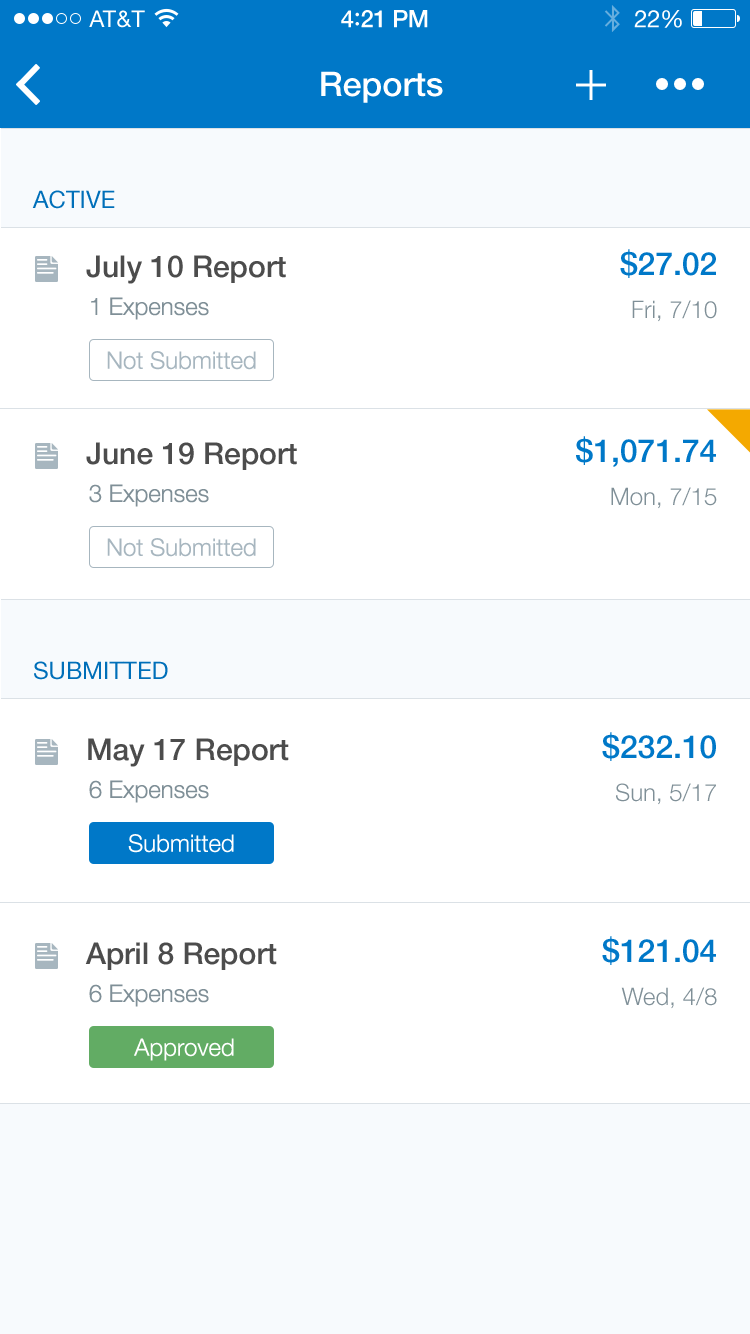 AT&T 4:21 PM 22%
Reports
ACTIVE
July 10 Report $27.02
1 Expenses Fri, 7/10
Not Submitted
June 19 Report $1,071.74
3 Expenses Mon, 7/15
Not Submitted
SUBMITTED
May 17 Report $232.10
6 Expenses Sun, 5/17
Submitted
April 8 Report $121.04
6 Expenses Wed, 4/8
Approved